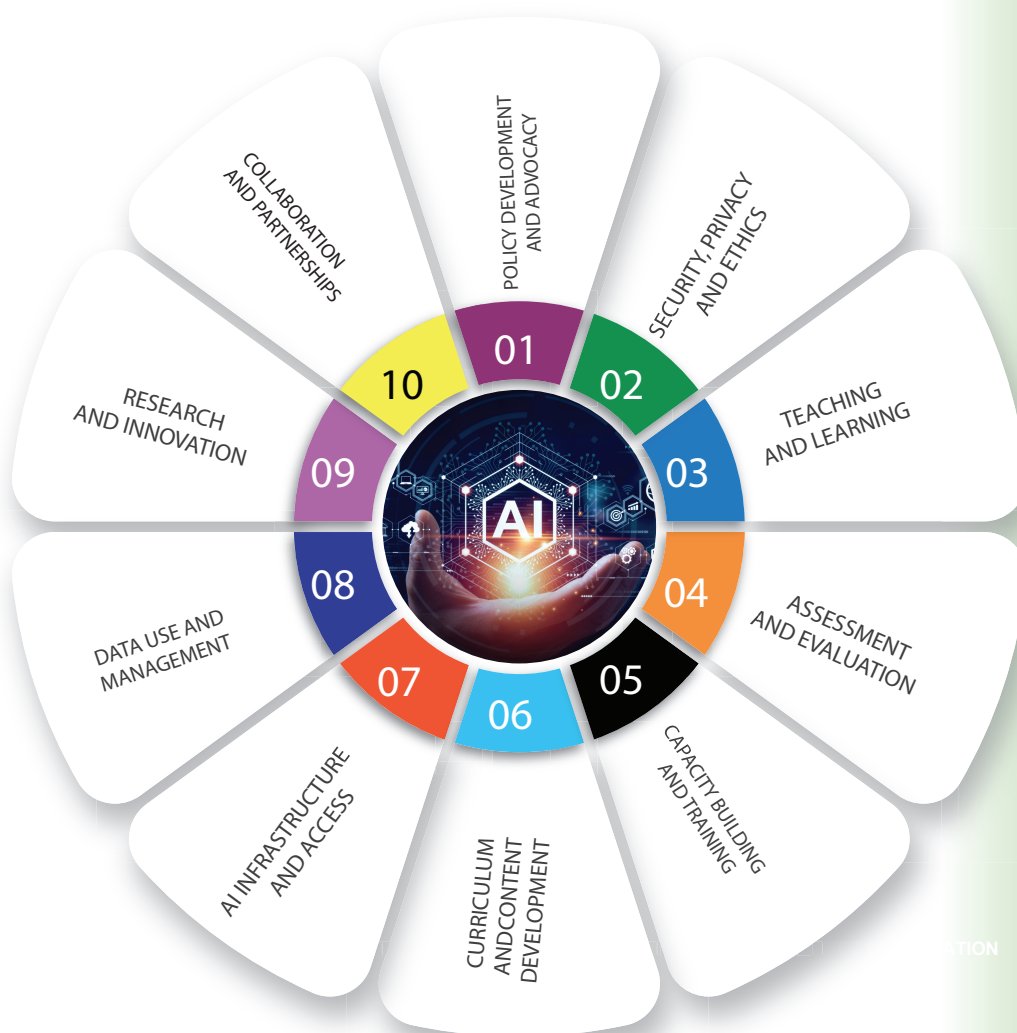 01
POLICY DEVELOPMENT
AND ADVOCACY
02
SECURITY, PRIVACY
AND ETHICS
03
TEACHING
AND LEARNING
04
ASSESSMENT
AND EVALUATION
05
CAPACITY BUILDING
AND TRAINING
06
CURRICULUM
ANDCONTENT
DEVELOPMENT
07
AI INFRASTRUCTURE
AND ACCESS
08
DATA USE AND
MANAGEMENT
09
RESEARCH
AND INNOVATION
10
COLLABORATION
AND PARTNERSHIPS
AI